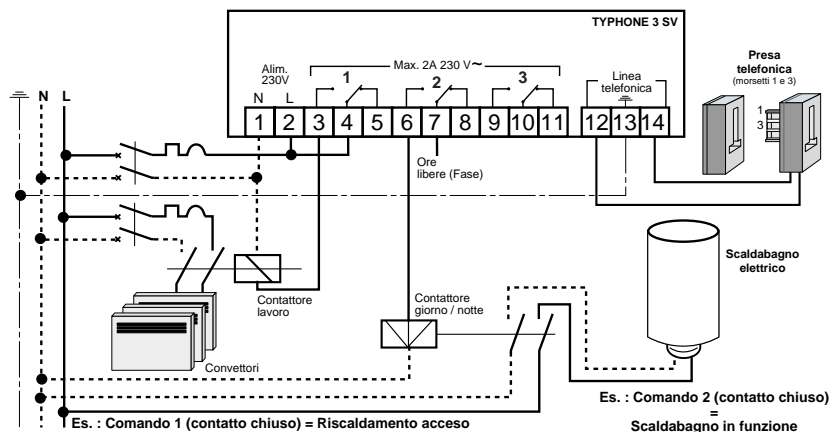 TYPHONE 3 SV
Alim.
230V
Max. 2A 230 V~
1
2
3
Linea
telefonica
N
L
1 2 3 4 5 6 7 8 9 10 11 12 13 14
Presa
telefonica
(morsetti 1 e 3)
1
3
N L
Ore
libere (Fase)
Scaldabagno
elettrico
Contattore
lavoro
Contattore
giorno / notte
Convettori
Es. : Comando 1 (contatto chiuso) = Riscaldamento acceso
Es. : Comando 2 (contatto chiuso)
=
Scaldabagno in funzione